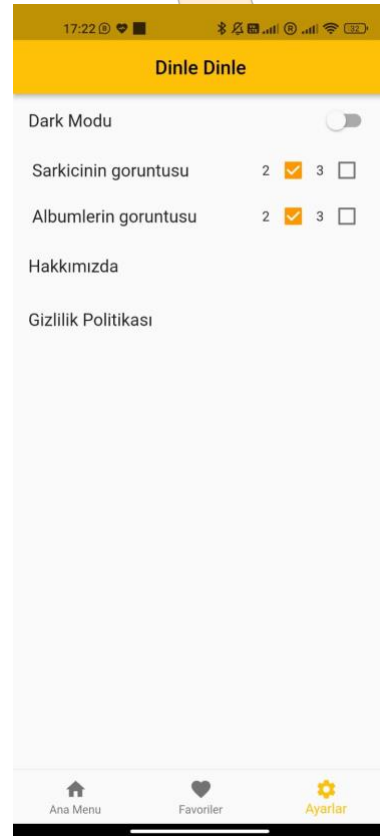 17:22 ® 32
Dinle Dinle
Dark Modu
Sarkicinin goruntusu 2 3
Albumlerin goruntusu 2 3
Hakkımızda
Gizlilik Politikası
Ana Menu Favoriler Ayarlar